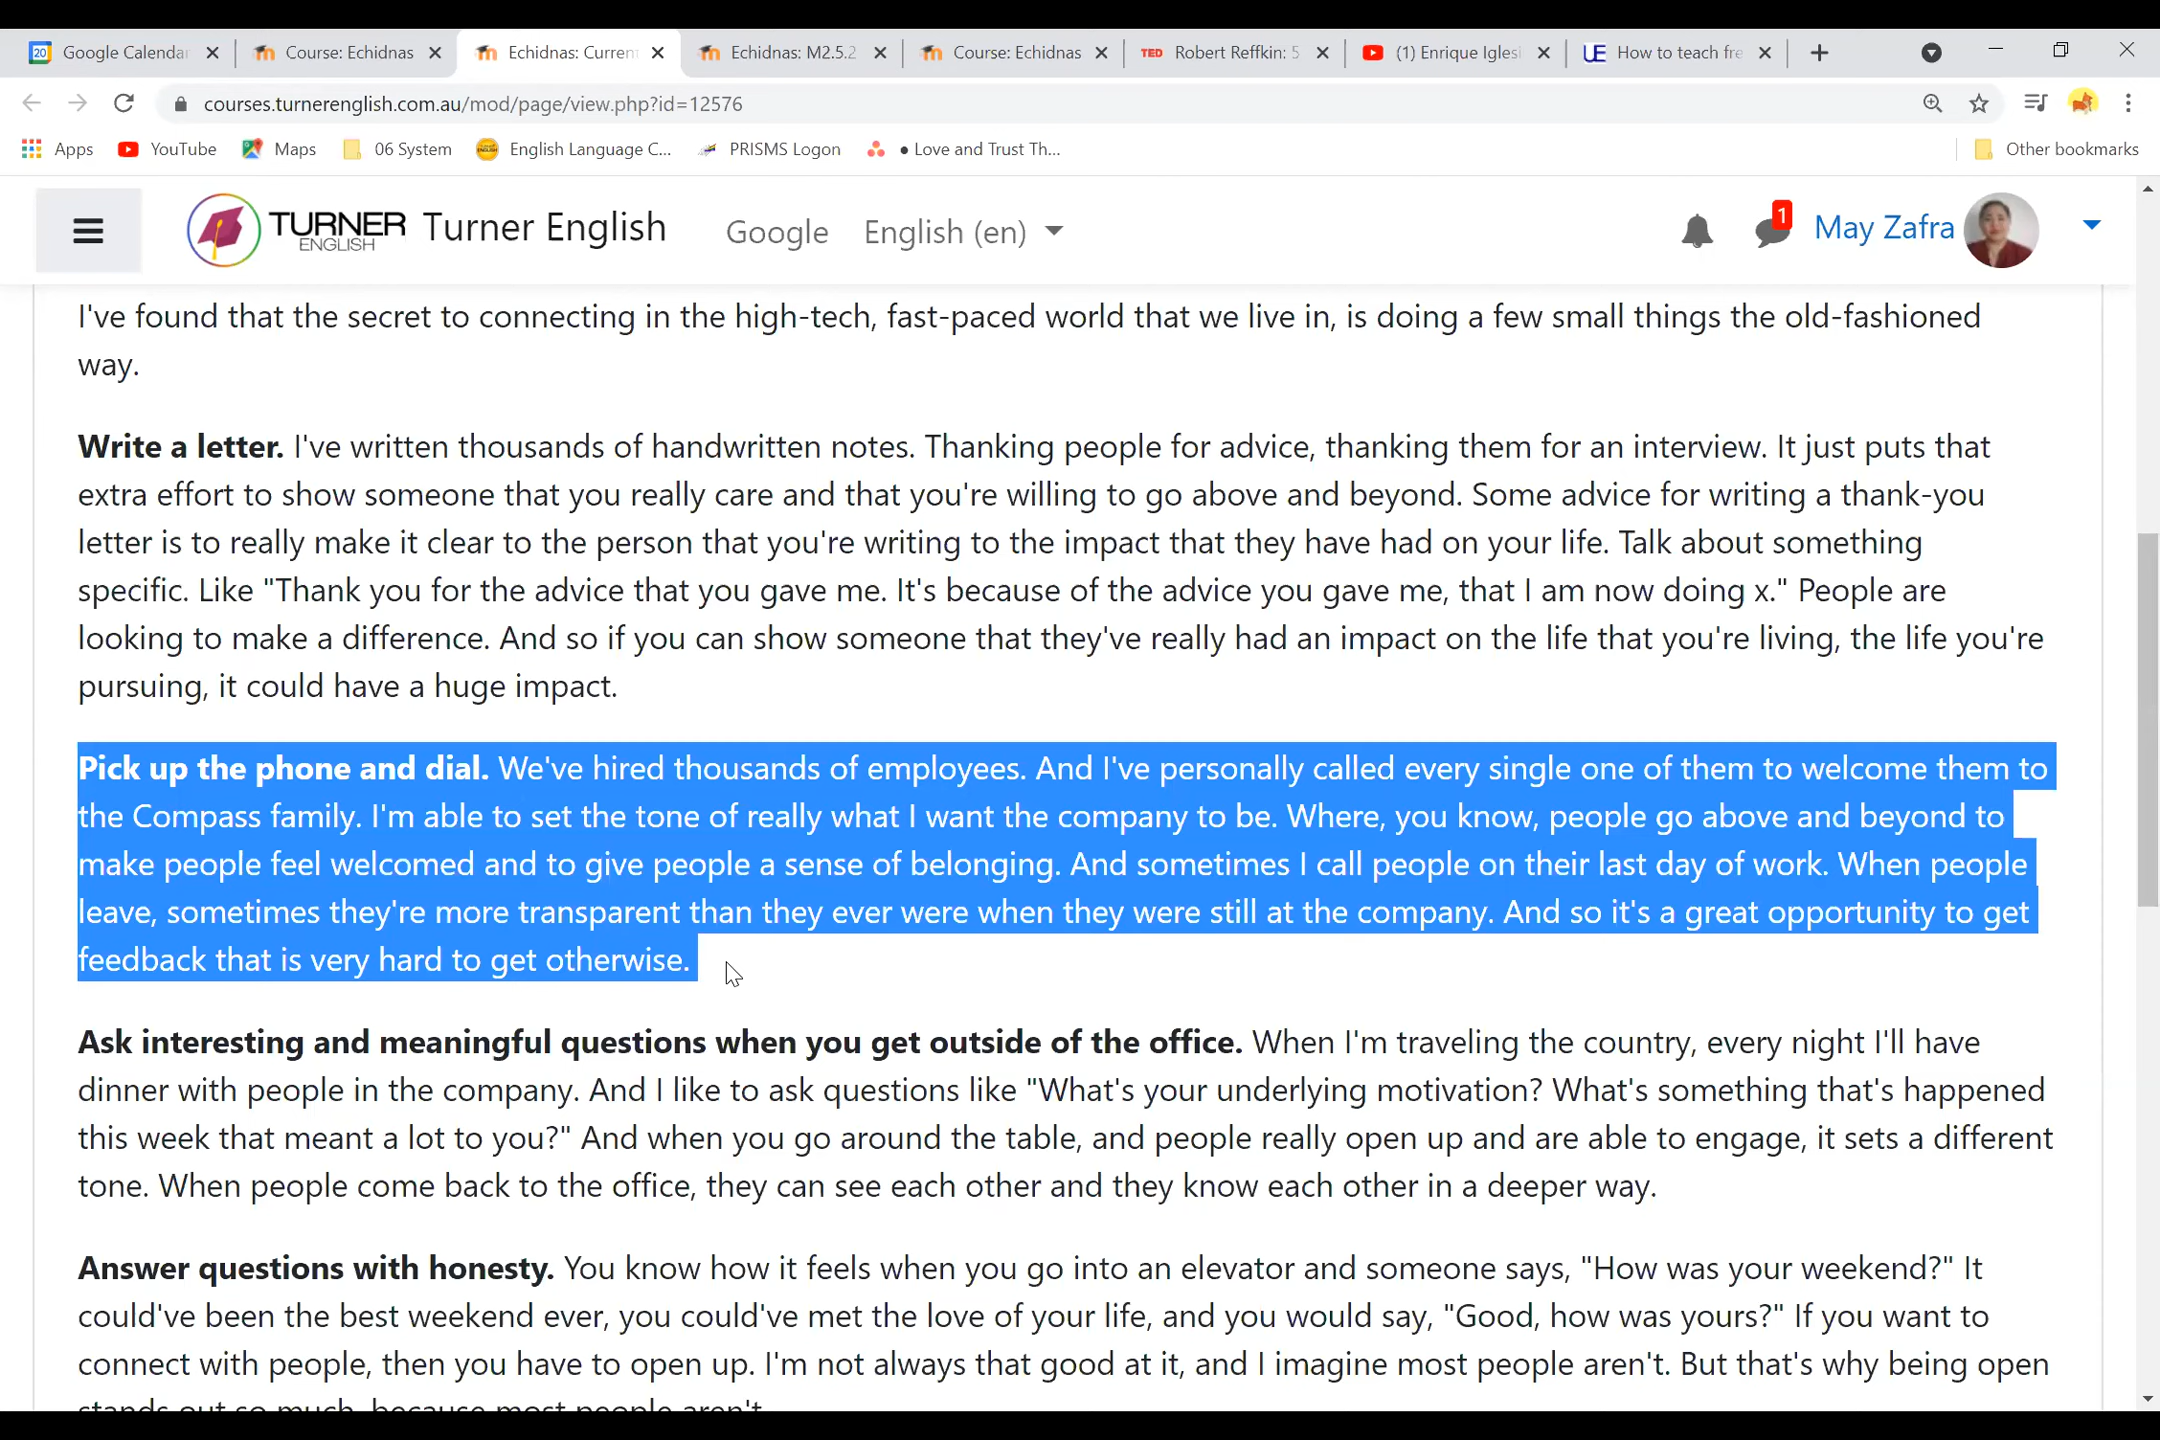 20 Google Calendar
Course: Echidnas
Echidnas: Curren
Echidnas: M2.5.2
Course: Echidnas
TED Robert Reffkin: 5
(1) Enrique Iglesi
UE How to teach fre
courses.turnerenglish.com.au/mod/page/view.php?id=12576
Apps
YouTube
Maps
06 System
English Language C...
PRISMS Logon
• Love and Trust Th...
Other bookmarks
TURNER
ENGLISH
Turner English
Google
English (en)
1
May Zafra
I've found that the secret to connecting in the high-tech, fast-paced world that we live in, is doing a few small things the old-fashioned
way.
Write a letter. I've written thousands of handwritten notes. Thanking people for advice, thanking them for an interview. It just puts that
extra effort to show someone that you really care and that you're willing to go above and beyond. Some advice for writing a thank-you
letter is to really make it clear to the person that you're writing to the impact that they have had on your life. Talk about something
specific. Like "Thank you for the advice that you gave me. It's because of the advice you gave me, that I am now doing x." People are
looking to make a difference. And so if you can show someone that they've really had an impact on the life that you're living, the life you're
pursuing, it could have a huge impact.
Pick up the phone and dial. We've hired thousands of employees. And I've personally called every single one of them to welcome them to
the Compass family. I'm able to set the tone of really what I want the company to be. Where, you know, people go above and beyond to
make people feel welcomed and to give people a sense of belonging. And sometimes I call people on their last day of work. When people
leave, sometimes they're more transparent than they ever were when they were still at the company. And so it's a great opportunity to get
feedback that is very hard to get otherwise.
Ask interesting and meaningful questions when you get outside of the office. When I'm traveling the country, every night I'll have
dinner with people in the company. And I like to ask questions like "What's your underlying motivation? What's something that's happened
this week that meant a lot to you?" And when you go around the table, and people really open up and are able to engage, it sets a different
tone. When people come back to the office, they can see each other and they know each other in a deeper way.
Answer questions with honesty. You know how it feels when you go into an elevator and someone says, "How was your weekend?" It
could've been the best weekend ever, you could've met the love of your life, and you would say, "Good, how was yours?" If you want to
connect with people, then you have to open up. I'm not always that good at it, and I imagine most people aren't. But that's why being open
stands out so much, because most people aren't